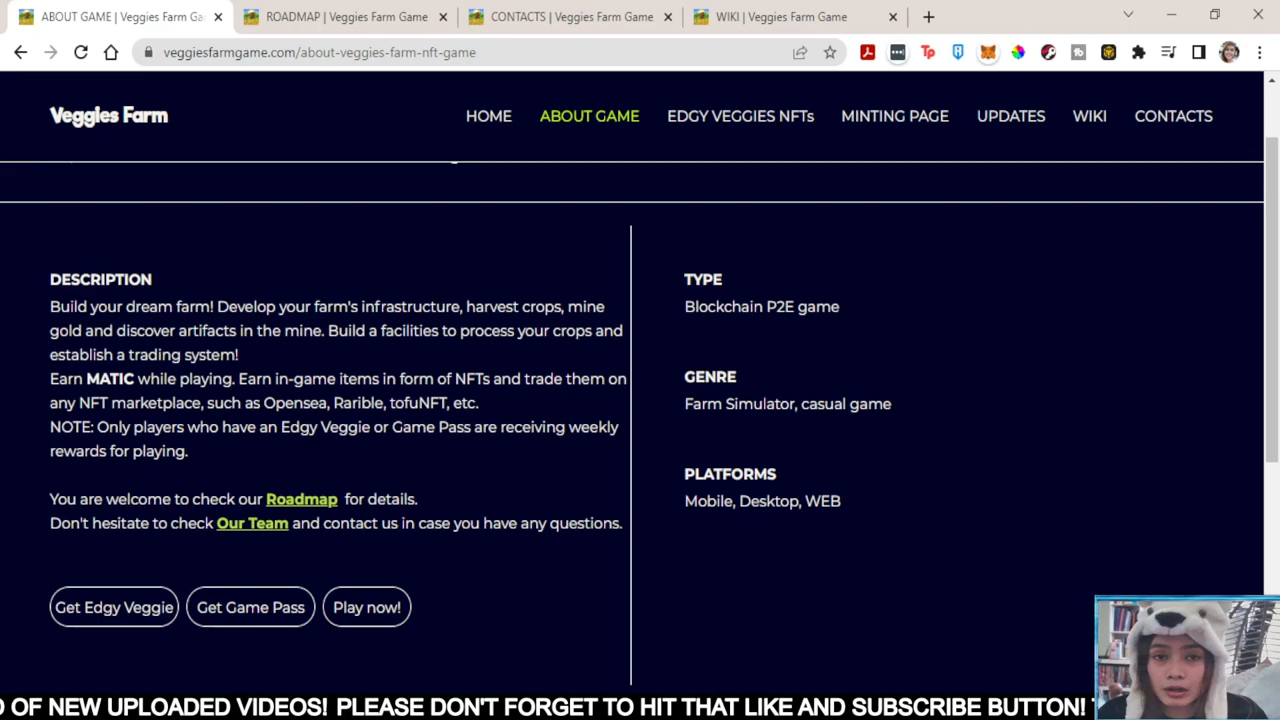 ABOUT GAME | Veggies Farm Ga
ROADMAP | Veggies Farm Game
CONTACTS | Veggies Farm Game
WIKI | Veggies Farm Game
veggiesfarmgame.com/about-veggies-farm-nft-game
Veggies Farm
HOME
ABOUT GAME
EDGY VEGGIES NFTs
MINTING PAGE
UPDATES
WIKI
CONTACTS
DESCRIPTION
Build your dream farm! Develop your farm's infrastructure, harvest crops, mine
gold and discover artifacts in the mine. Build a facilities to process your crops and
establish a trading system!
Earn MATIC while playing. Earn in-game items in form of NFTs and trade them on
any NFT marketplace, such as Opensea, Rarible, tofuNFT, etc.
NOTE: Only players who have an Edgy Veggie or Game Pass are receiving weekly
rewards for playing.
You are welcome to check our Roadmap for details.
Don't hesitate to check Our Team and contact us in case you have any questions.
Get Edgy Veggie
Get Game Pass
Play now!
TYPE
Blockchain P2E game
GENRE
Farm Simulator, casual game
PLATFORMS
Mobile, Desktop, WEB
OF NEW UPLOADED VIDEOS! PLEASE DON'T FORGET TO HIT THAT LIKE AND SUBSCRIBE BUTTON!